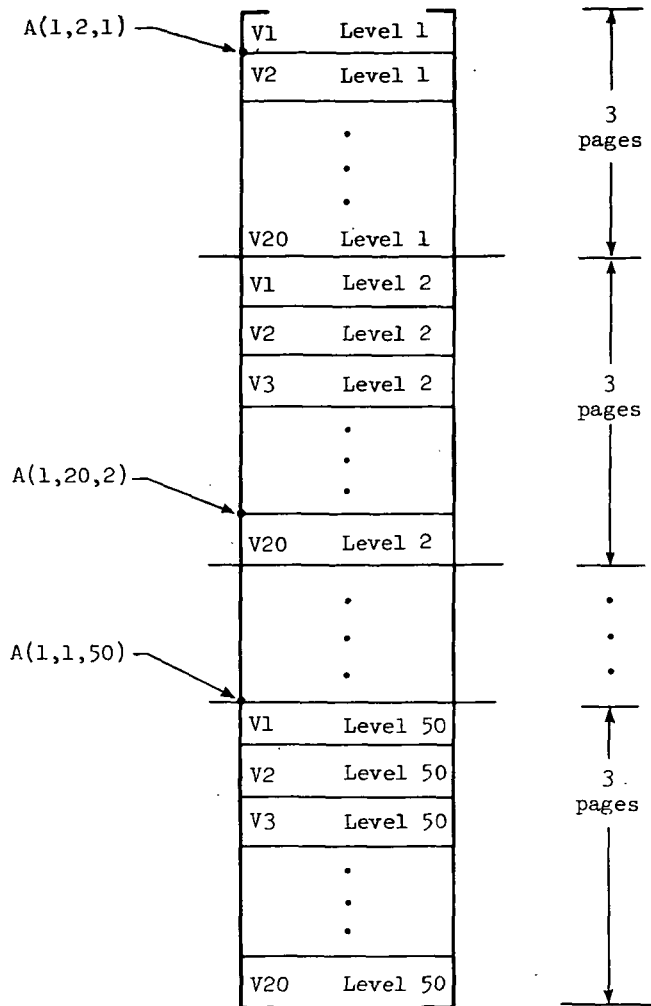 A(1,2,1)
V1 Level 1
V2 Level 1
3
pages
V20 Level 1
V1 Level 2
V2 Level 2
V3 Level 2
3
pages
A(1,20,2)
V20 Level 2
A(1,1,50)
V1 Level 50
V2 Level 50
3
pages
V3 Level 50
V20 Level 50